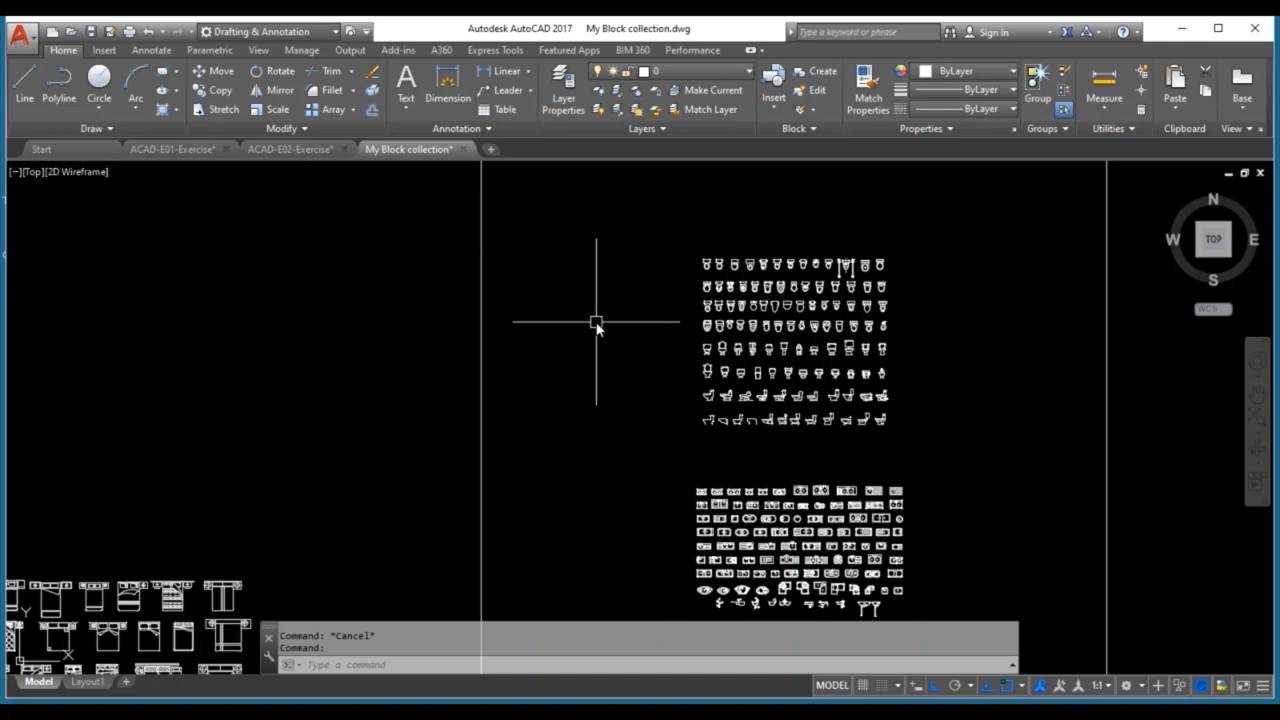 Autodesk AutoCAD 2017 My Block collection.dwg
Drafting & Annotation
Type a keyword or phrase
Sign In
Home Insert Annotate Parametric View Manage Output Add-ins A360 Express Tools Featured Apps BIM 360 Performance
Line Polyline Circle Arc
Move Rotate Trim
Copy Mirror Fillet
Stretch Scale Array
Text Dimension
Linear
Leader
Table
Layer Properties
0
Make Current
Match Layer
Insert
Create
Edit
Match Properties
ByLayer
ByLayer
ByLayer
Group
Measure
Paste
Base
Draw Modify Annotation Layers Block Properties Groups Utilities Clipboard View
Start ACAD-E01-Exercise* ACAD-E02-Exercise* My Block collection*
[−][Top][2D Wireframe]
N
W TOP E
S
WCS
Y
X
Command: "Cancel"
Command:
Type a command
Model Layout1
MODEL 1:1